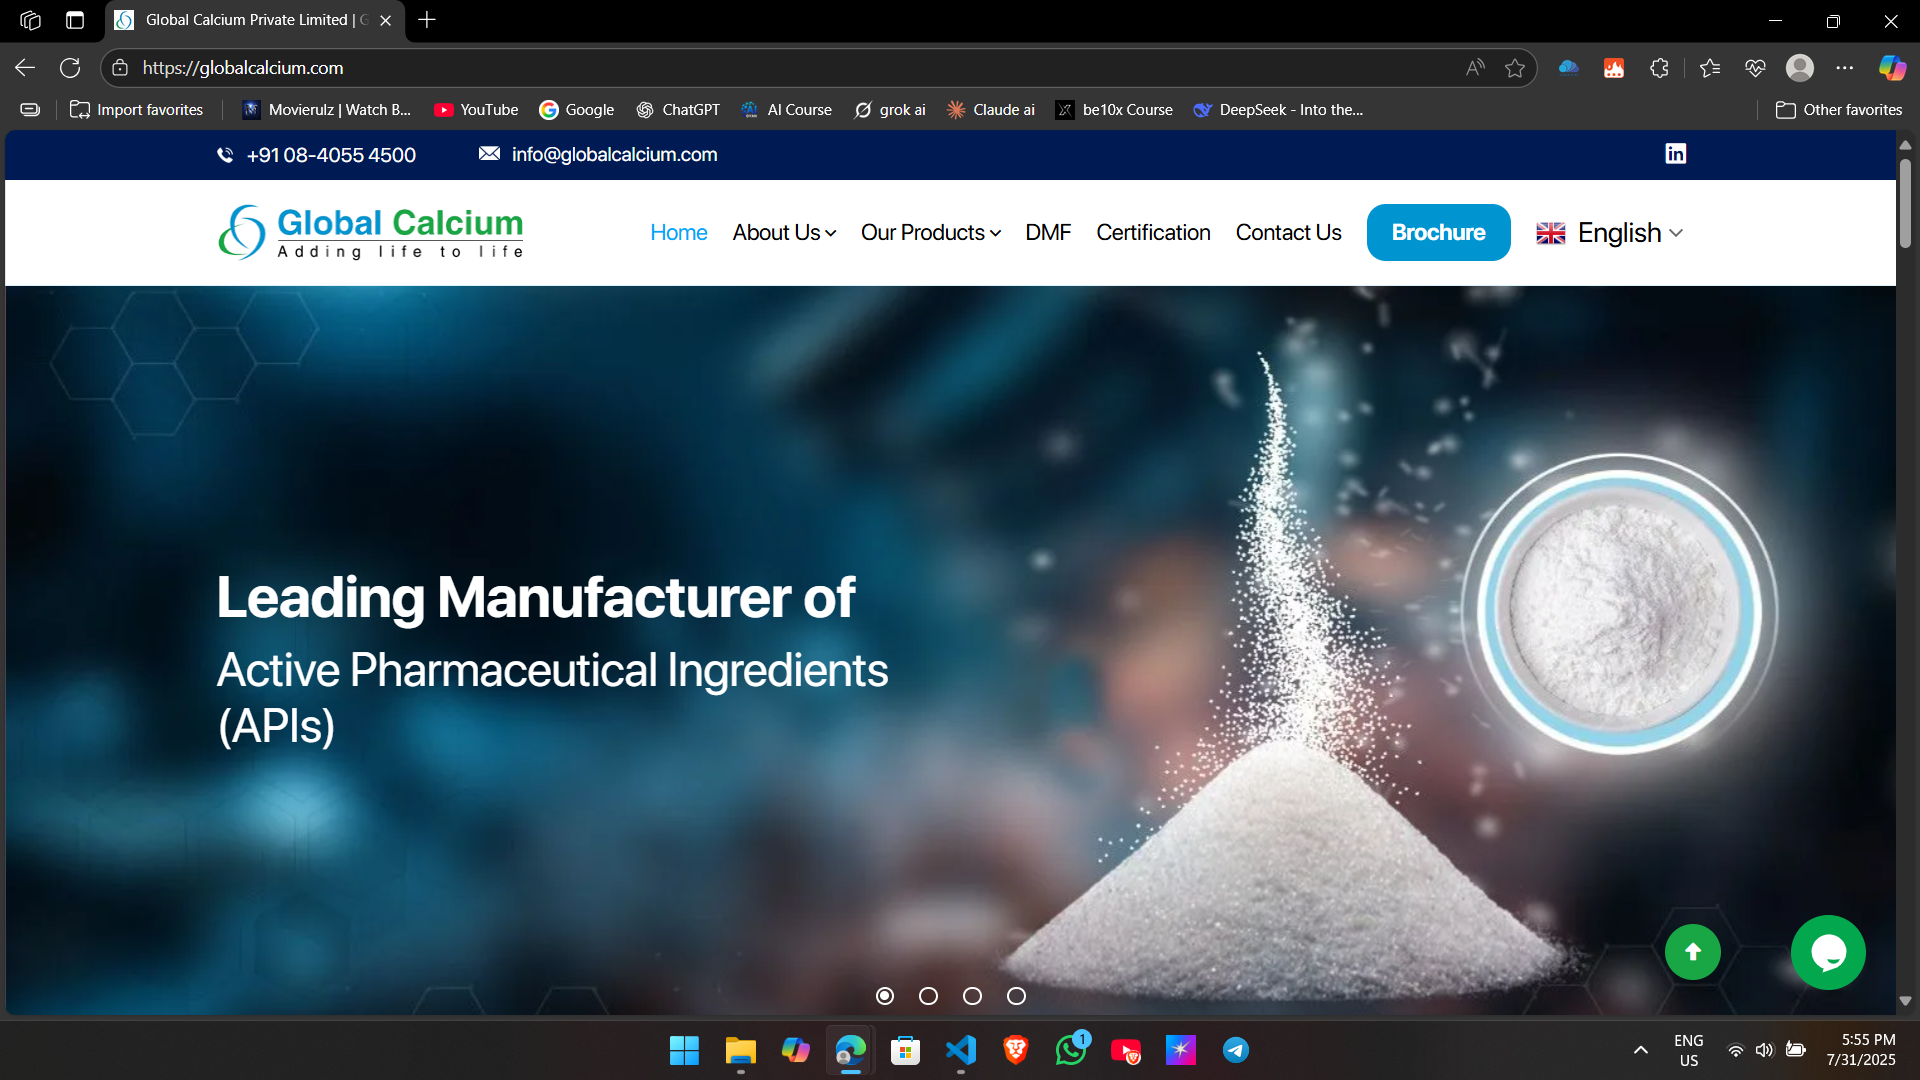 Global Calcium Private Limited | G
https://globalcalcium.com
Import favorites
Movierulz | Watch B...
YouTube
Google
ChatGPT
AI Course
grok ai
Claude ai
be10x Course
DeepSeek - Into the...
Other favorites
+91 08-4055 4500
info@globalcalcium.com
in
Global Calcium
Adding life to life
Home
About Us
Our Products
DMF
Certification
Contact Us
Brochure
English
Leading Manufacturer of
Active Pharmaceutical Ingredients
(APIs)
1
ENG
US
5:55 PM
7/31/2025